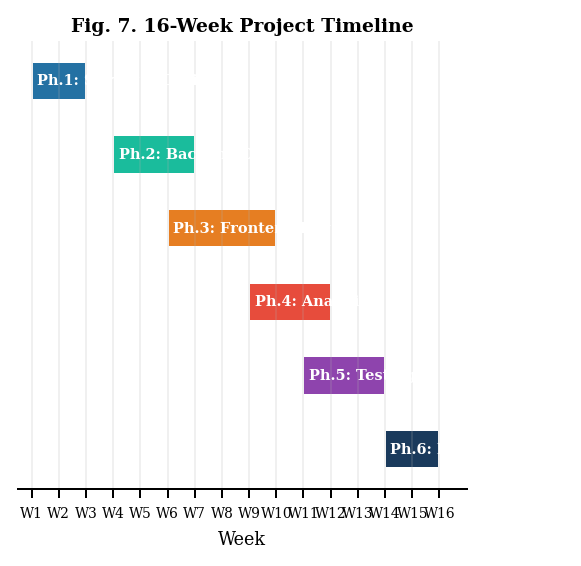 Fig. 7. 16-Week Project Timeline
Ph.1:
Ph.2: Bac
Ph.3: Fronte
Ph.4: Ana
Ph.5: Test
Ph.6:
W1 W2 W3 W4 W5 W6 W7 W8 W9 W10 W11 W12 W13 W14 W15 W16
Week